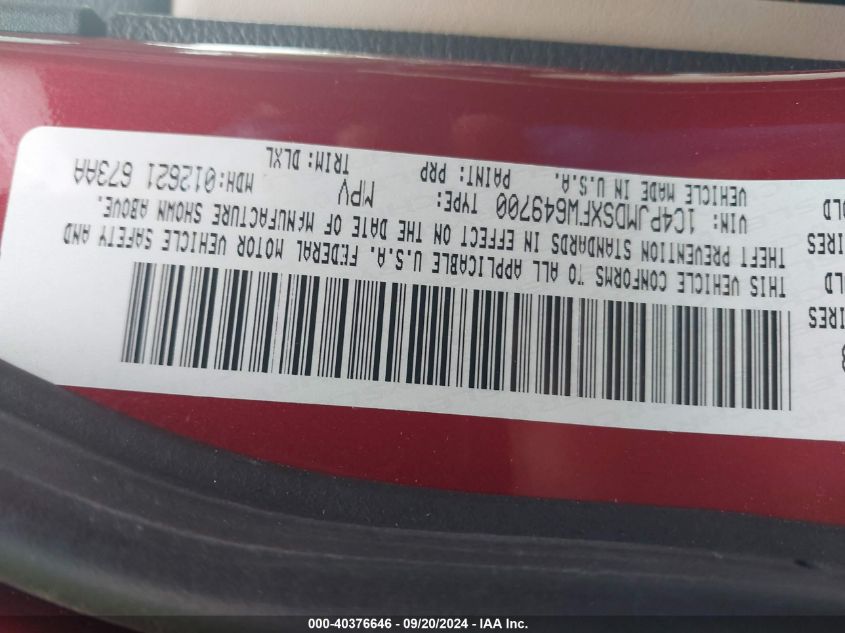 THIS VEHICLE CONFORMS TO ALL APPLICABLE U.S.A. FEDERAL MOTOR VEHICLE SAFETY AND
THEFT PREVENTION STANDARDS IN EFFECT ON THE DATE OF MANUFACTURE SHOWN ABOVE.
VIN: 1C4PJMDSXFW649700 TYPE: MPV MDH:012621 673AA
VEHICLE MADE IN U.S.A. PAINT: PRP TRIM: DLXL
000-40376646 - 09/20/2024 - IAA Inc.